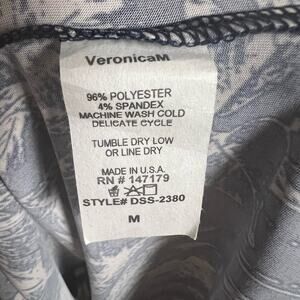 VeronicaM
96% POLYESTER
4% SPANDEX
MACHINE WASH COLD
DELICATE CYCLE
TUMBLE DRY LOW
OR LINE DRY
MADE IN U.S.A.
RN # 147179
STYLE# DSS-2380
M